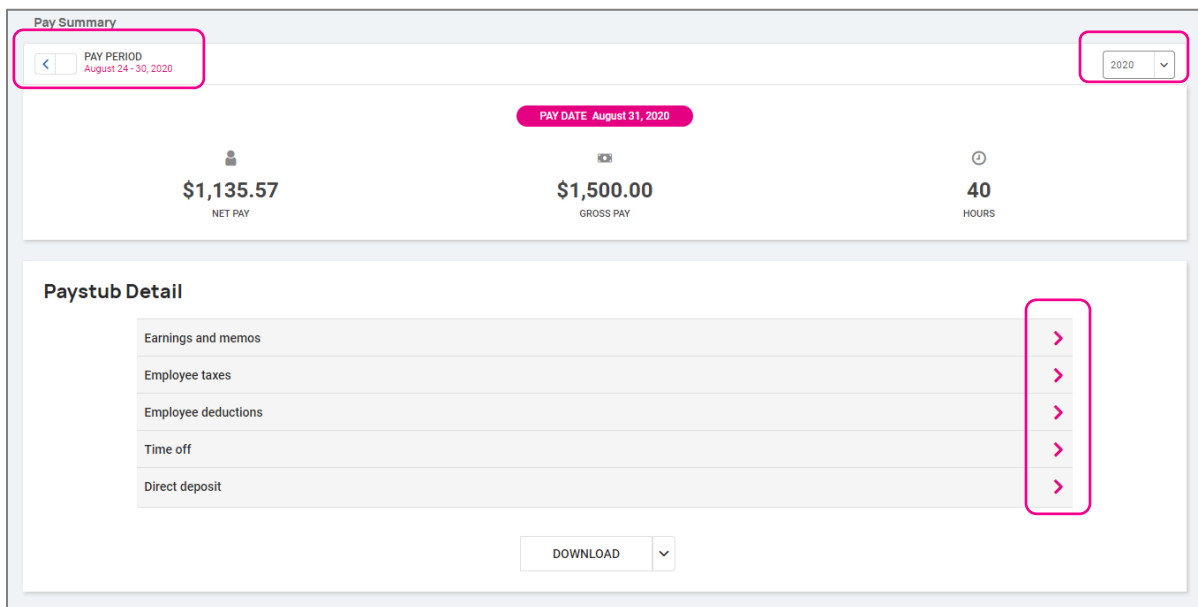 Pay Summary
PAY PERIOD
August 24 - 30, 2020
2020
PAY DATE August 31, 2020
$1,135.57
NET PAY
$1,500.00
GROSS PAY
40
HOURS
Paystub Detail
Earnings and memos
Employee taxes
Employee deductions
Time off
Direct deposit
DOWNLOAD